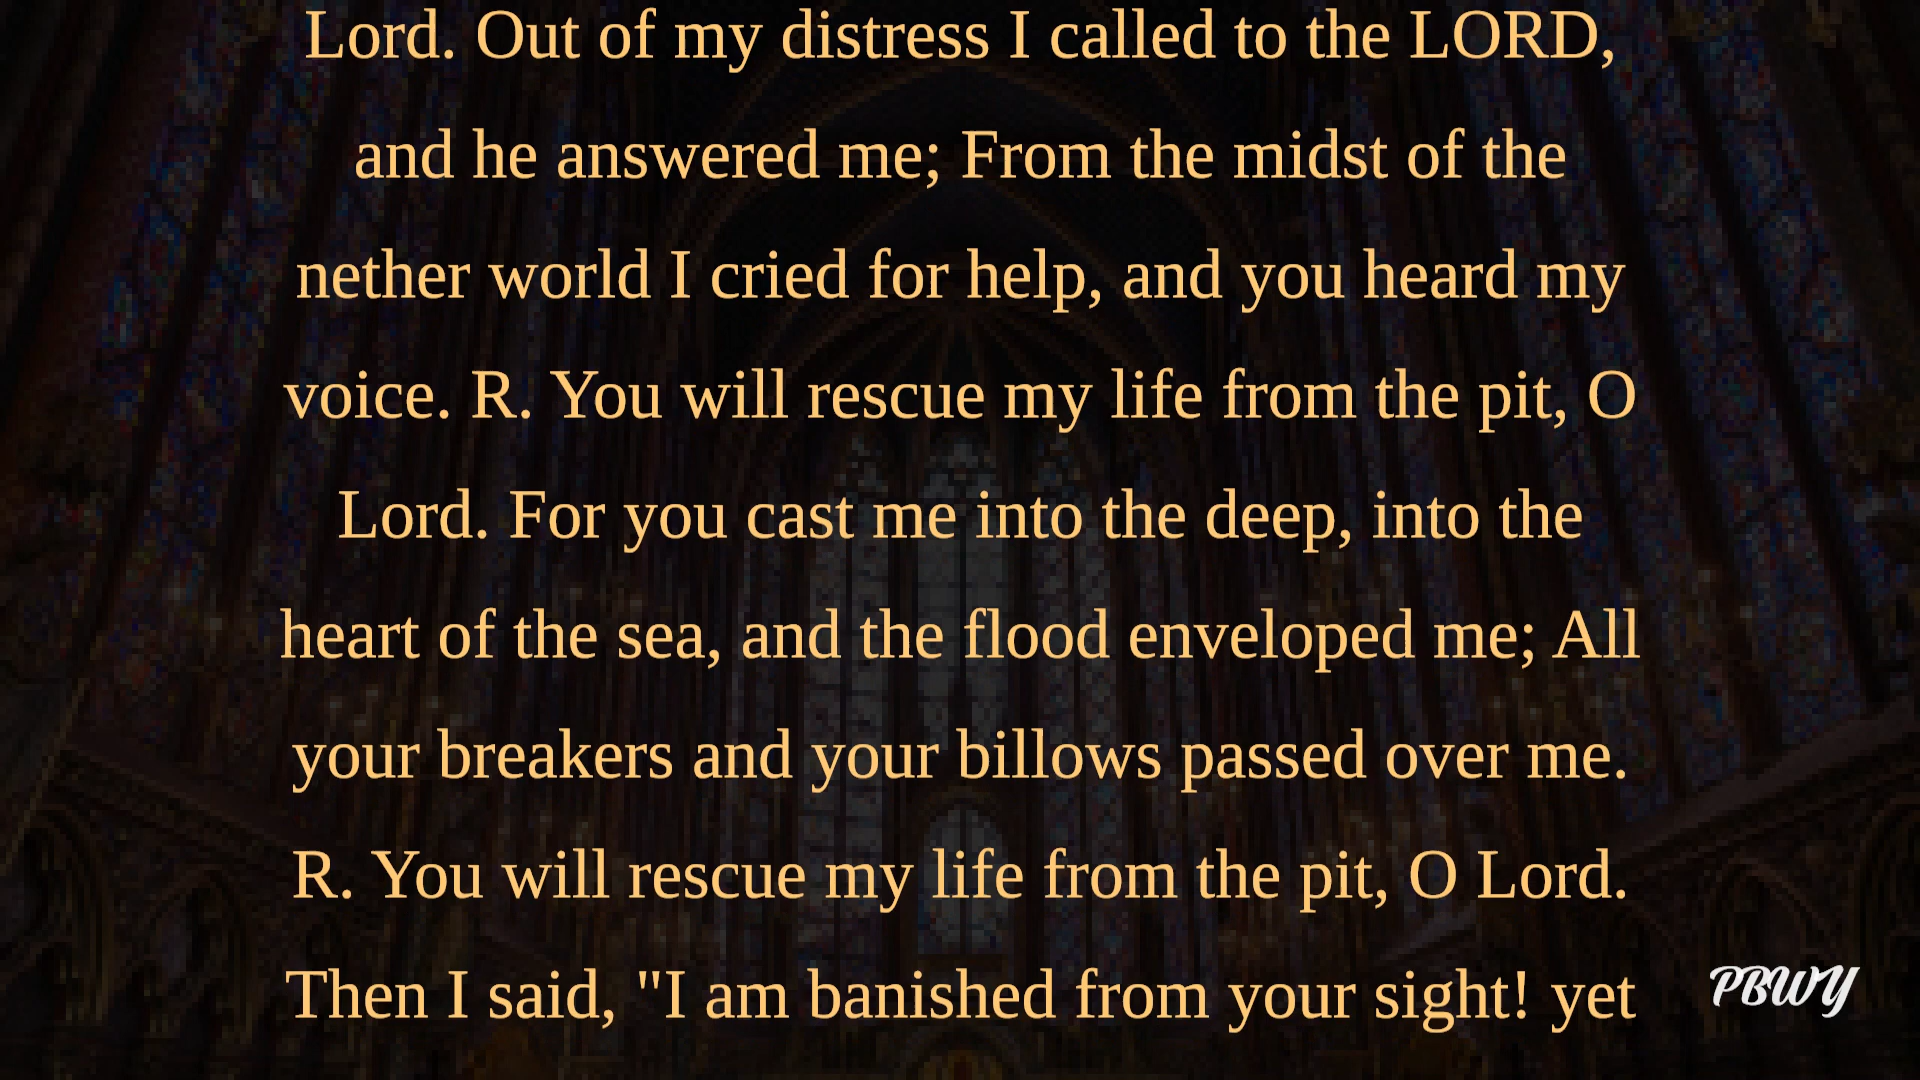 Lord. Out of my distress I called to the LORD,
and he answered me; From the midst of the
nether world I cried for help, and you heard my
voice. R. You will rescue my life from the pit, O
Lord. For you cast me into the deep, into the
heart of the sea, and the flood enveloped me; All
your breakers and your billows passed over me.
R. You will rescue my life from the pit, O Lord.
Then I said, "I am banished from your sight! yet
PBWY